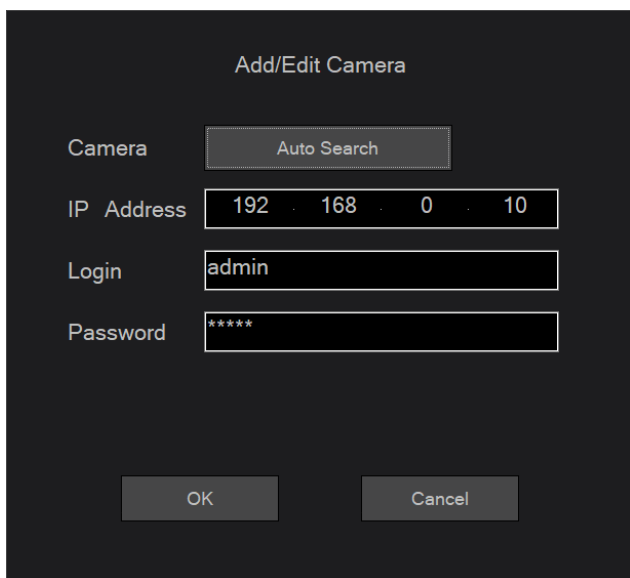 Add/Edit Camera
Camera Auto Search
IP Address 192 . 168 . 0 . 10
Login admin
Password *****
OK Cancel